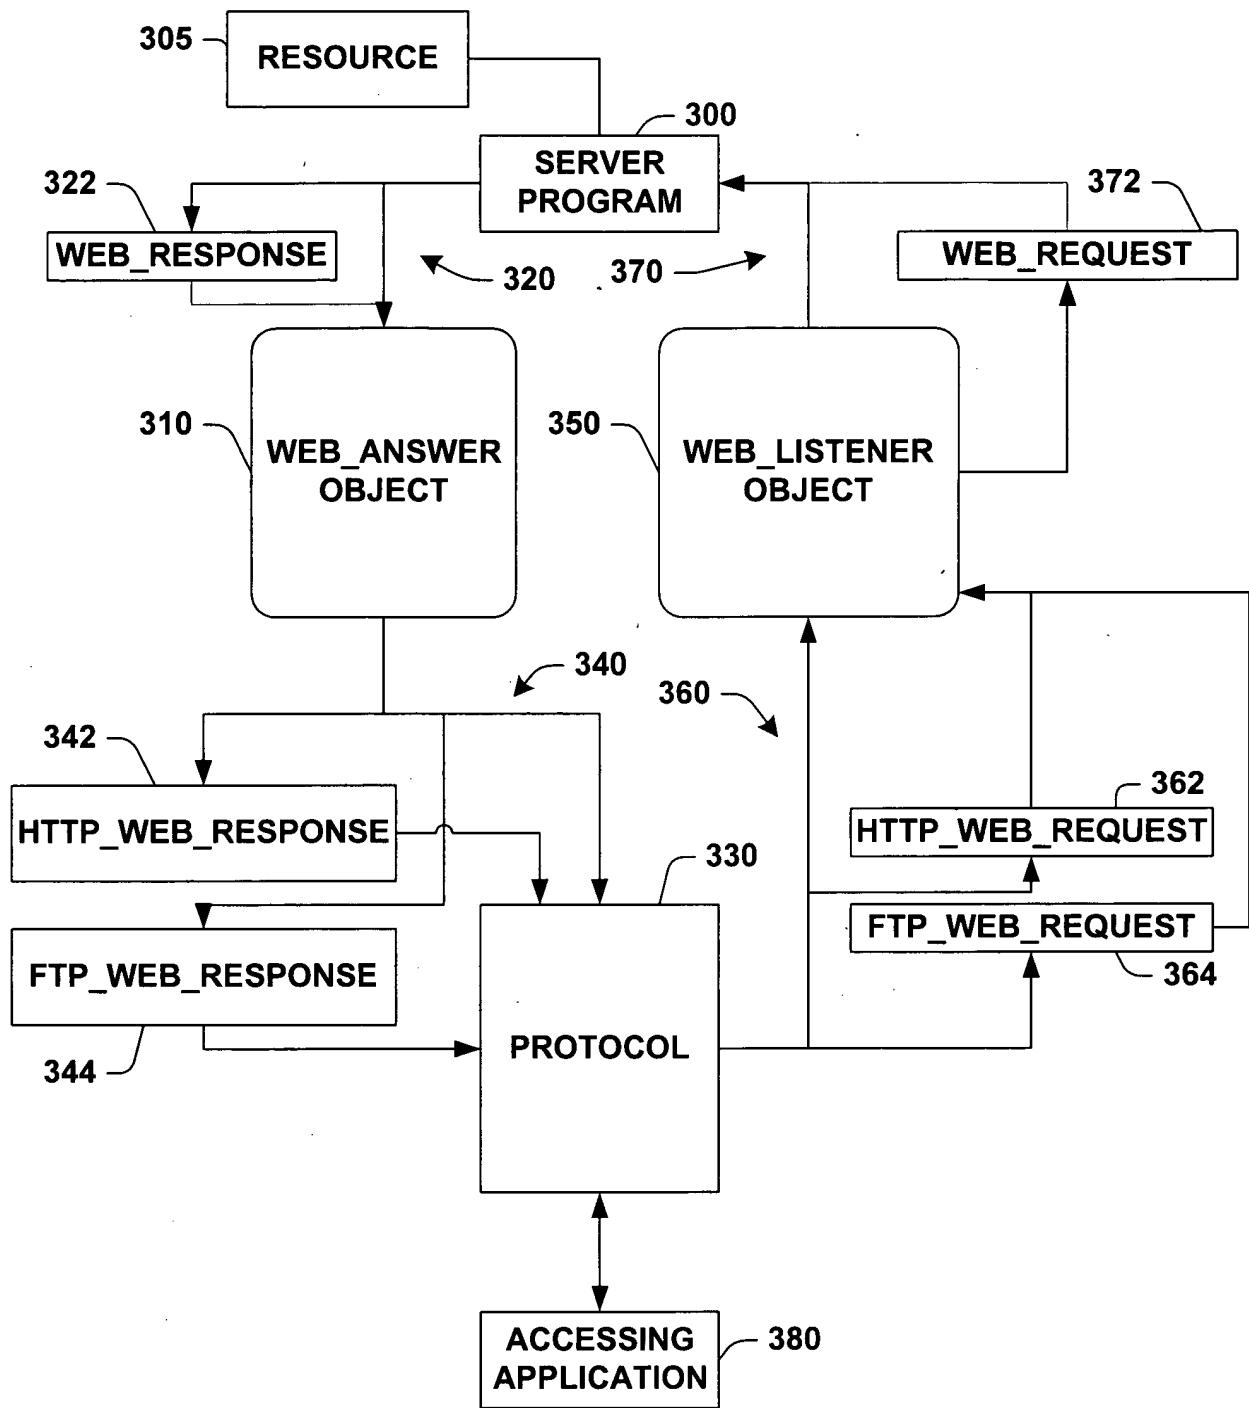 305
RESOURCE
300
SERVER
PROGRAM
322
WEB_RESPONSE
372
WEB_REQUEST
320
370
310
WEB_ANSWER
OBJECT
350
WEB_LISTENER
OBJECT
340
360
342
HTTP_WEB_RESPONSE
362
HTTP_WEB_REQUEST
330
FTP_WEB_REQUEST
364
FTP_WEB_RESPONSE
344
PROTOCOL
ACCESSING
APPLICATION
380